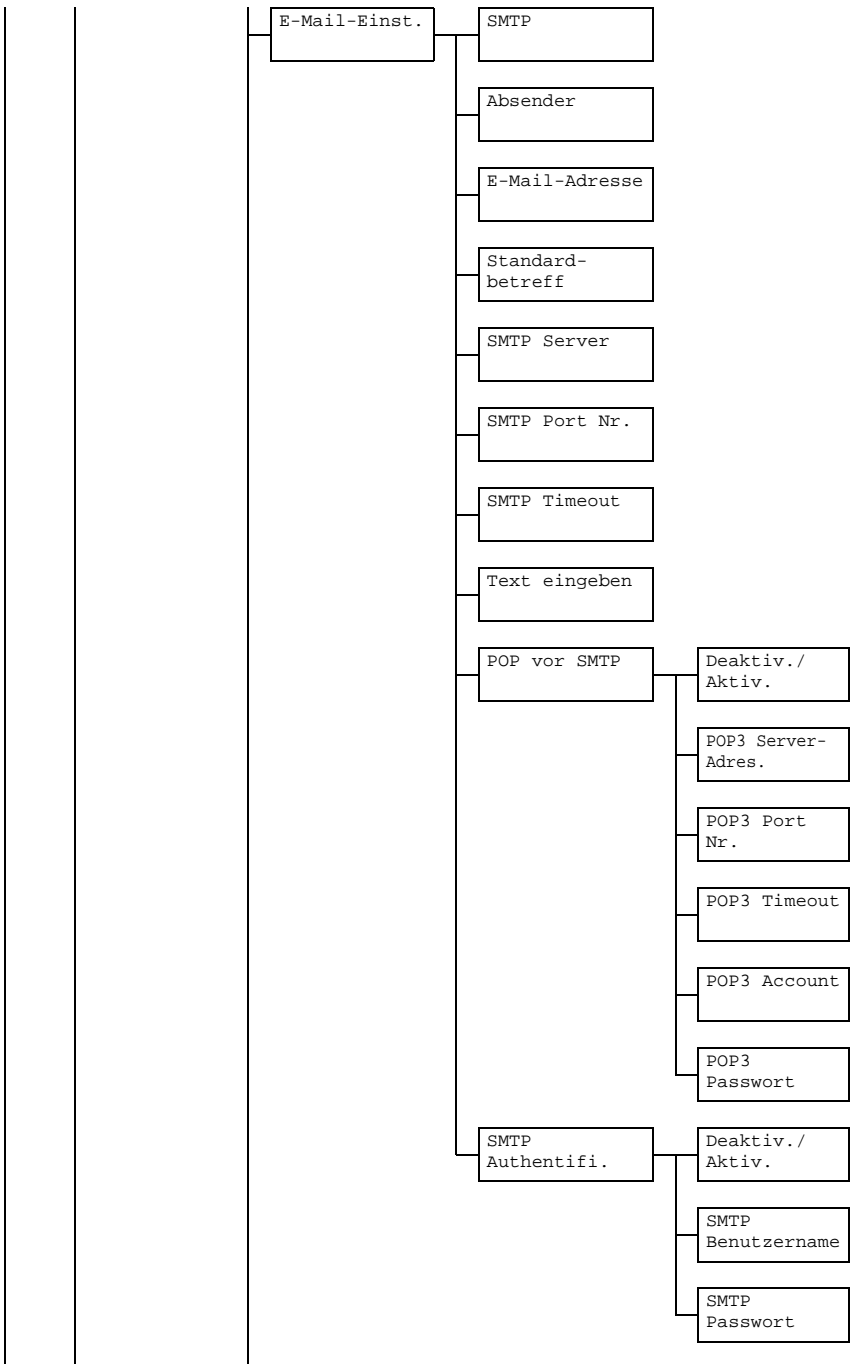 E-Mail-Einst.
SMTP
Absender
E-Mail-Adresse
Standard-
betreff
SMTP Server
SMTP Port Nr.
SMTP Timeout
Text eingeben
POP vor SMTP
Deaktiv./
Aktiv.
POP3 Server-
Adres.
POP3 Port
Nr.
POP3 Timeout
POP3 Account
POP3
Passwort
SMTP
Authentifi.
Deaktiv./
Aktiv.
SMTP
Benutzername
SMTP
Passwort